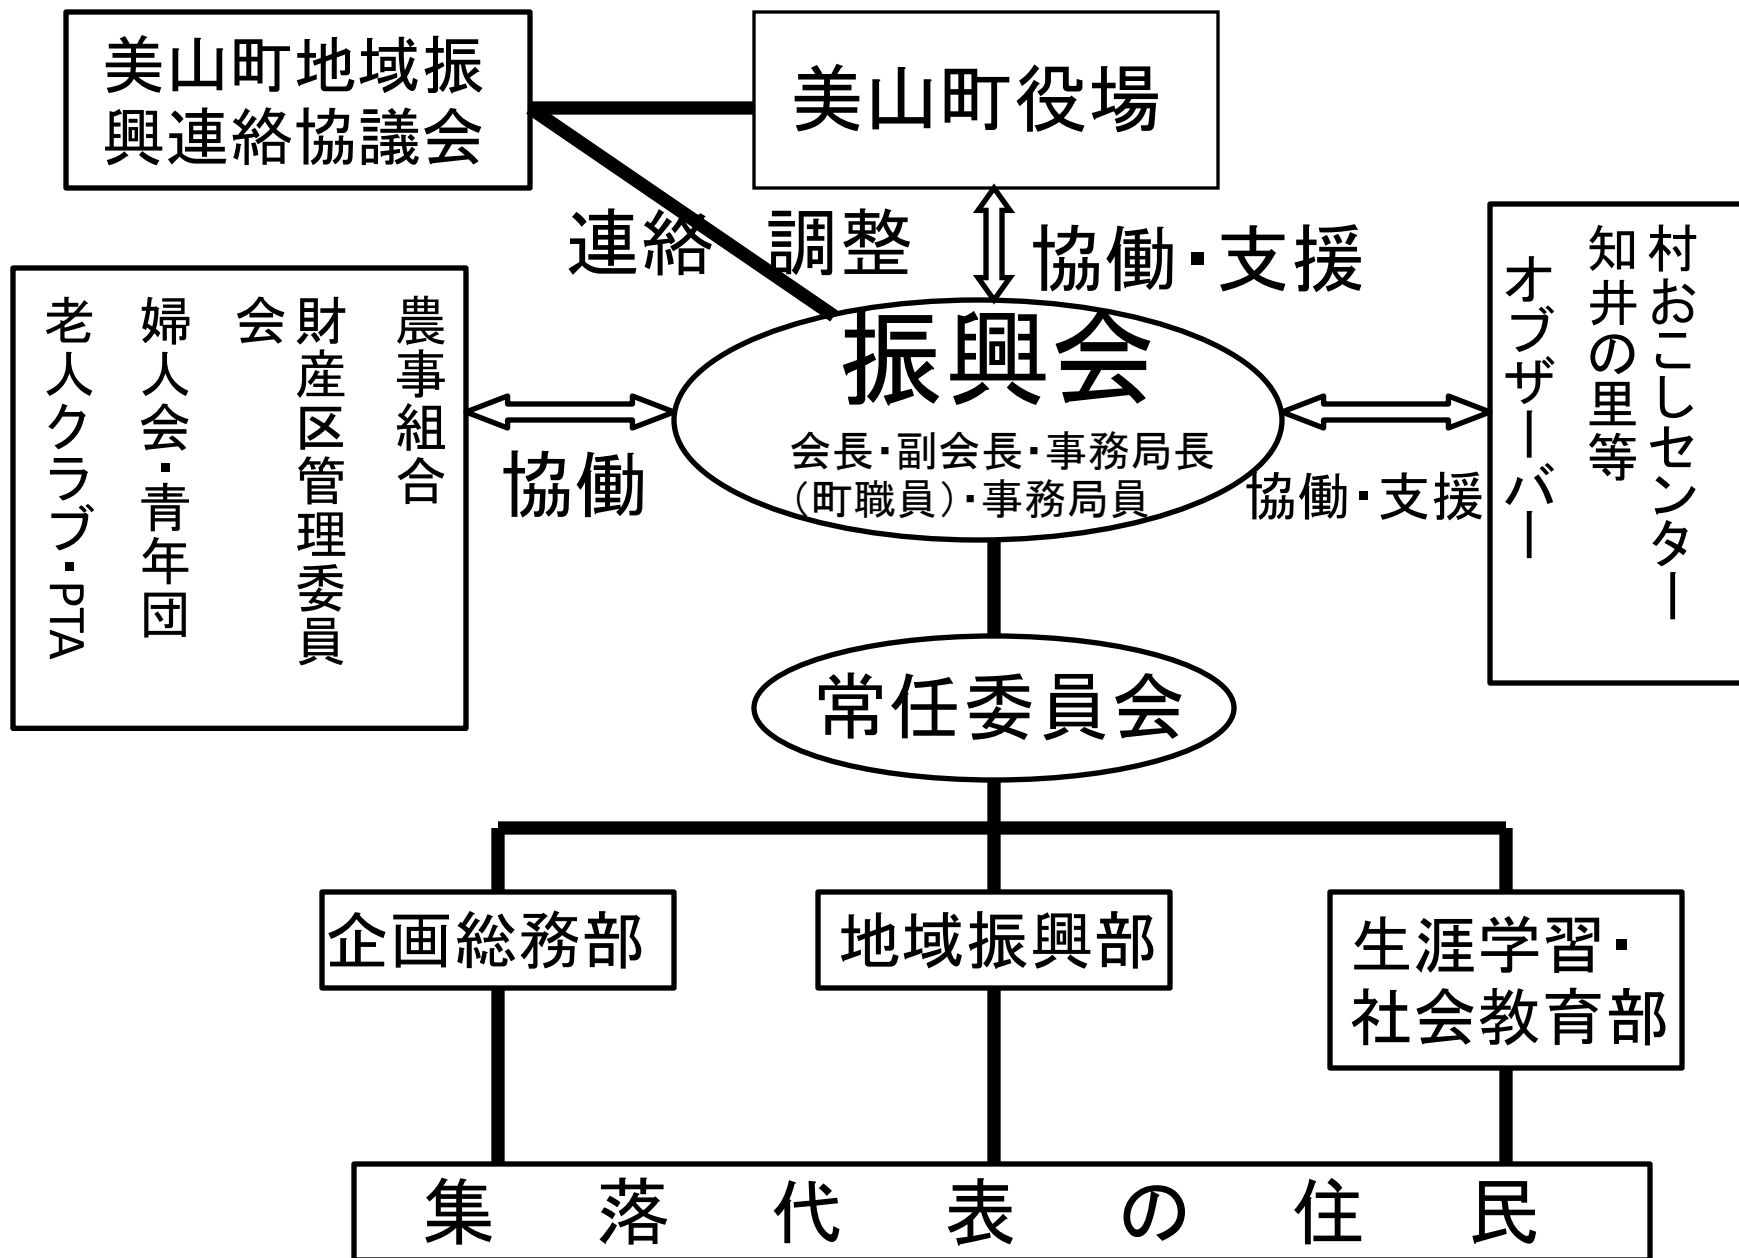 美山町地域振
興連絡協議会
美山町役場
連絡　調整
協働・支援
農事組合
財産区管理委員
会
婦人会・青年団
老人クラブ・PTA
協働
振興会
会長・副会長・事務局長
（町職員）・事務局員
協働・支援
村おこしセンター
知井の里等
オブザーバー
常任委員会
企画総務部
地域振興部
生涯学習・
社会教育部
集落代表の住民